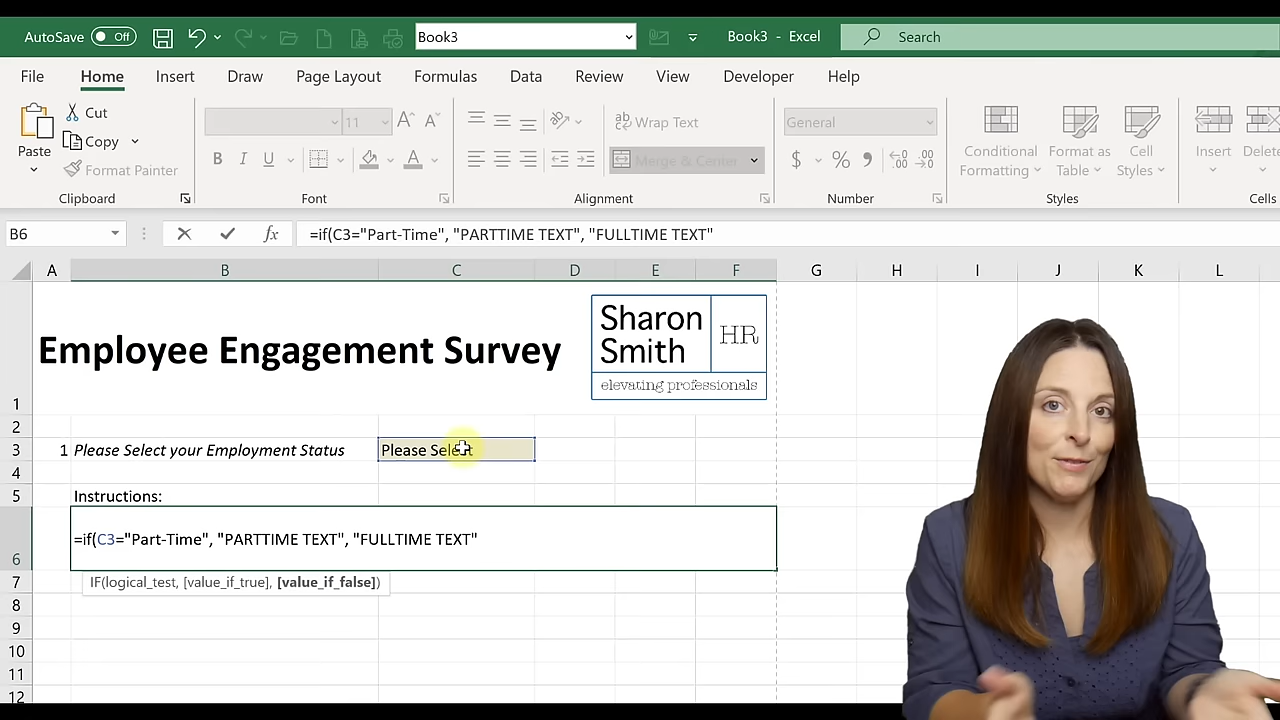 AutoSave Off Book3 Book3 - Excel Search
File Home Insert Draw Page Layout Formulas Data Review View Developer Help
Paste Cut Copy Format Painter
Clipboard
11
B I U A
Font
Wrap Text
Merge & Center
Alignment
General
$ % 9 .00
Number
Conditional Formatting
Format as Table
Cell Styles
Styles
Insert Delete
Cells
B6 fx =if(C3="Part-Time", "PARTTIME TEXT", "FULLTIME TEXT"
A B C D E F G H I J K L
1 Employee Engagement Survey
Sharon Smith HR
elevating professionals
2
3 1 Please Select your Employment Status Please Select
4
5 Instructions:
6 =if(C3="Part-Time", "PARTTIME TEXT", "FULLTIME TEXT"
7 IF(logical_test, [value_if_true], [value_if_false])
8
9
10
11
12